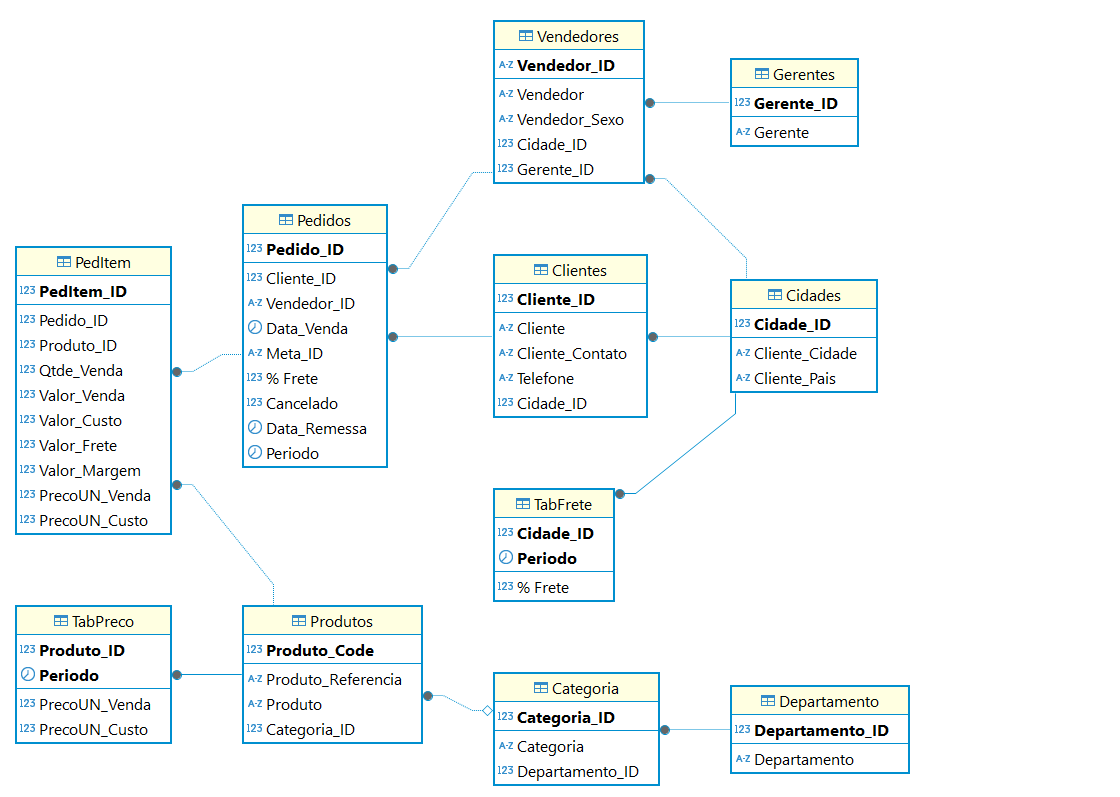 Vendedores
A-Z Vendedor_ID
A-Z Vendedor
A-Z Vendedor_Sexo
123 Cidade_ID
123 Gerente_ID
Gerentes
123 Gerente_ID
A-Z Gerente
Pedidos
123 Pedido_ID
123 Cliente_ID
A-Z Vendedor_ID
Data_Venda
A-Z Meta_ID
123 % Frete
123 Cancelado
Data_Remessa
Periodo
PedItem
123 PedItem_ID
123 Pedido_ID
123 Produto_ID
123 Qtde_Venda
123 Valor_Venda
123 Valor_Custo
123 Valor_Frete
123 Valor_Margem
123 PrecoUN_Venda
123 PrecoUN_Custo
Clientes
123 Cliente_ID
A-Z Cliente
A-Z Cliente_Contato
A-Z Telefone
123 Cidade_ID
Cidades
123 Cidade_ID
A-Z Cliente_Cidade
A-Z Cliente_Pais
TabFrete
123 Cidade_ID
Periodo
123 % Frete
TabPreco
123 Produto_ID
Periodo
123 PrecoUN_Venda
123 PrecoUN_Custo
Produtos
123 Produto_Code
A-Z Produto_Referencia
A-Z Produto
123 Categoria_ID
Categoria
123 Categoria_ID
A-Z Categoria
123 Departamento_ID
Departamento
123 Departamento_ID
A-Z Departamento